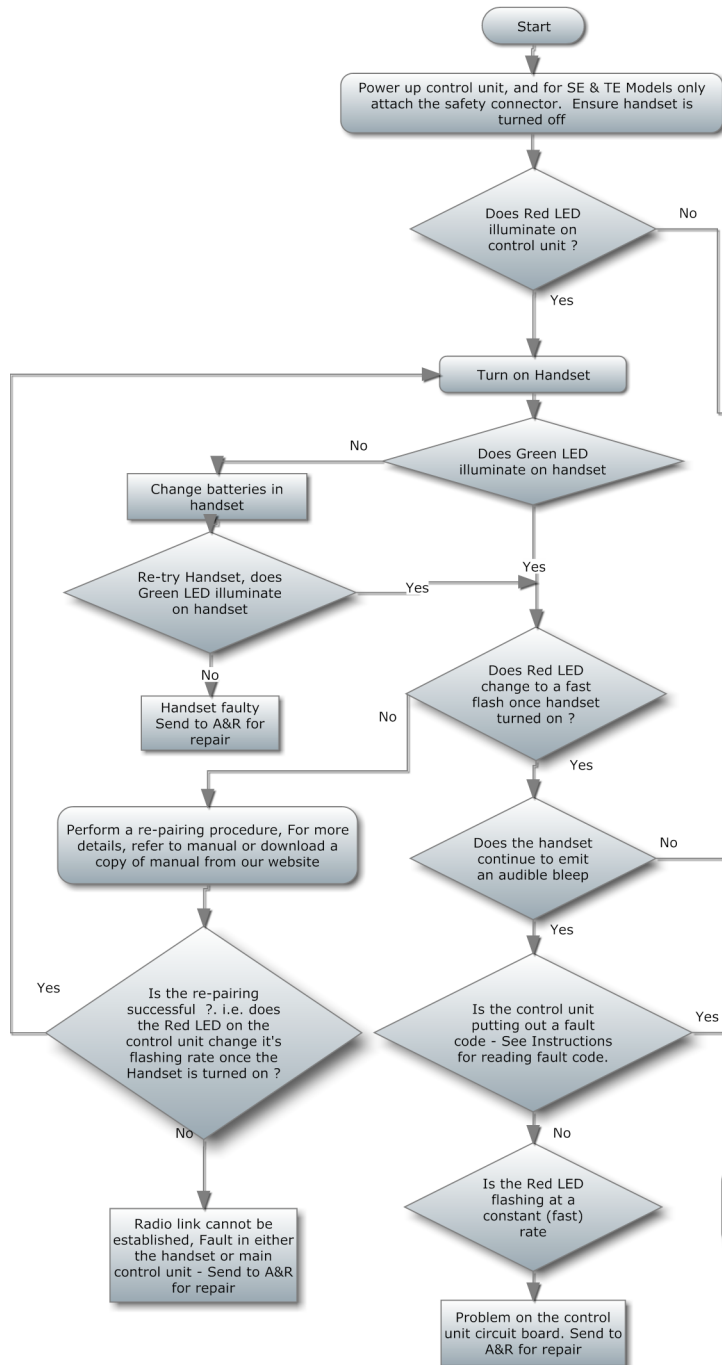 Start
Power up control unit, and for SE & TE Models only
attach the safety connector.  Ensure handset is
turned off
Does Red LED
illuminate on
control unit ?
No
Yes
Turn on Handset
Does Green LED
illuminate on handset
No
Change batteries in
handset
Yes
Re-try Handset, does
Green LED illuminate
on handset
Yes
No
Handset faulty
Send to A&R for
repair
Does Red LED
change to a fast
flash once handset
turned on ?
No
Yes
Perform a re-pairing procedure, For more
details, refer to manual or download a
copy of manual from our website
Does the handset
continue to emit
an audible bleep
No
Yes
Is the re-pairing
successful  ?. i.e. does
the Red LED on the
control unit change it's
flashing rate once the
Handset is turned on ?
Yes
No
Is the control unit
putting out a fault
code - See Instructions
for reading fault code.
Yes
No
Radio link cannot be
established, Fault in either
the handset or main
control unit - Send to A&R
for repair
Is the Red LED
flashing at a
constant (fast)
rate
Problem on the control
unit circuit board. Send to
A&R for repair